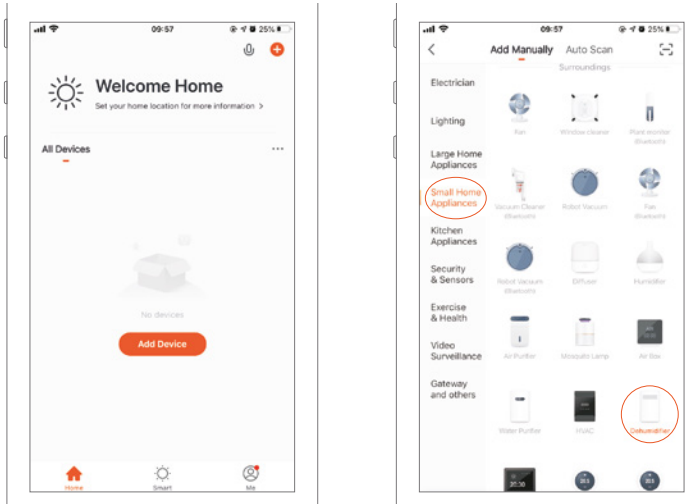 09:57
25%
Welcome Home
Set your home location for more information >
All Devices
No devices
Add Device
Home
Smart
Me
09:57
25%
Add Manually
Auto Scan
Surroundings
Electrician
Lighting
Large Home
Appliances
Small Home
Appliances
Kitchen
Appliances
Security
& Sensors
Exercise
& Health
Video
Surveillance
Gateway
and others
Fan
Window cleaner
Plant monitor
(Bluetooth)
Vacuum Cleaner
(Bluetooth)
Robot Vacuum
Fan
(Bluetooth)
Robot Vacuum
(Bluetooth)
Diffuser
Humidifier
Air Purifier
Mosquito Lamp
Air Box
Water Purifier
HVAC
Dehumidifier
20:30